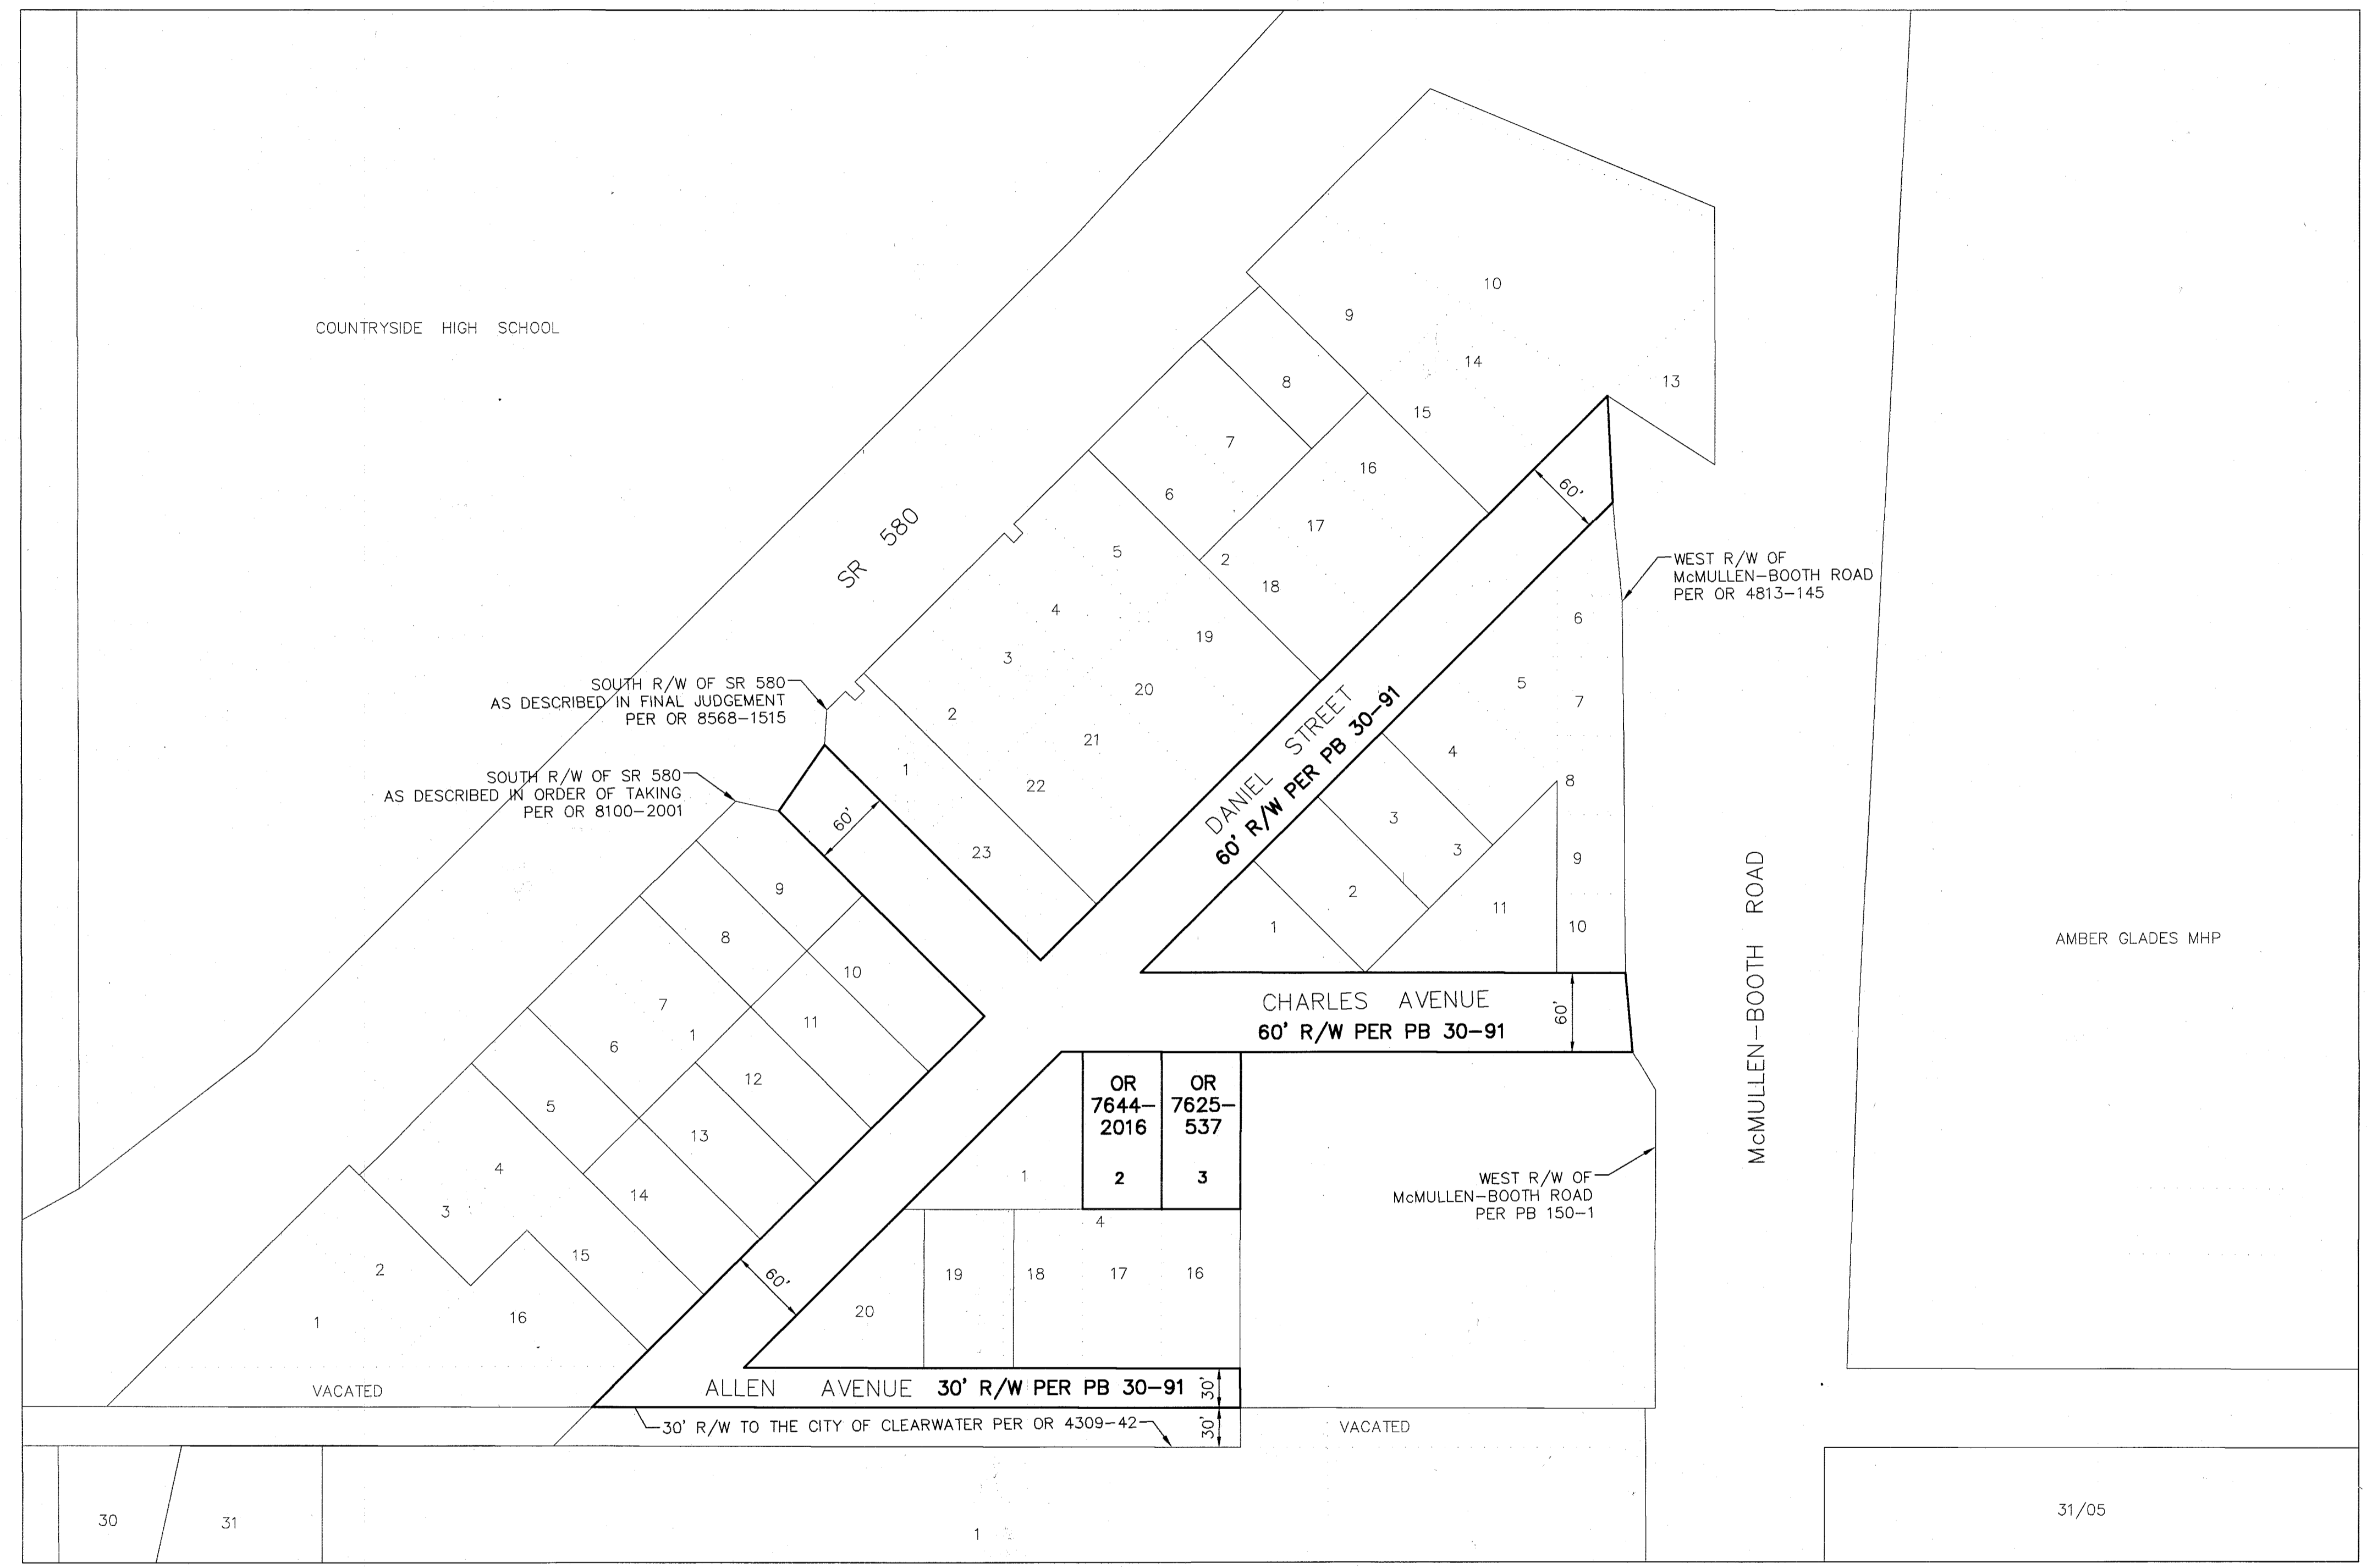 COUNTRYSIDE HIGH SCHOOL
10
9
14
13
8
15
7
16
6
17
SR 580
60'
5
2
18
WEST R/W OF
McMULLEN-BOOTH ROAD
PER OR 4813-145
4
6
19
3
SOUTH R/W OF SR 580
AS DESCRIBED IN FINAL JUDGEMENT
PER OR 8568-1515
20
5
7
2
21
DANIEL STREET
60' R/W PER PB 30-91
4
1
SOUTH R/W OF SR 580
AS DESCRIBED IN ORDER OF TAKING
PER OR 8100-2001
22
8
60'
3
23
3
9
9
2
11
1
10
8
10
McMULLEN-BOOTH ROAD
AMBER GLADES MHP
7
11
1
6
CHARLES AVENUE
60' R/W PER PB 30-91
60'
12
5
13
OR
7644-
2016
2
OR
7625-
537
3
4
14
1
WEST R/W OF
McMULLEN-BOOTH ROAD
PER PB 150-1
3
4
15
2
60'
19
18
17
16
20
1
16
VACATED
ALLEN AVENUE 30' R/W PER PB 30-91
30'
30' R/W TO THE CITY OF CLEARWATER PER OR 4309-42
30'
VACATED
30
31
1
31/05